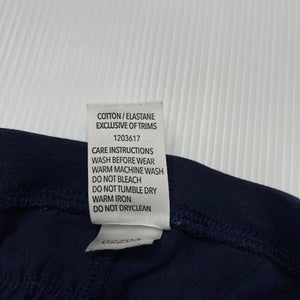 COTTON / ELASTANE
EXCLUSIVE OF TRIMS
1203617
CARE INSTRUCTIONS
WASH BEFORE WEAR
WARM MACHINE WASH
DO NOT BLEACH
DO NOT TUMBLE DRY
WARM IRON
DO NOT DRYCLEAN